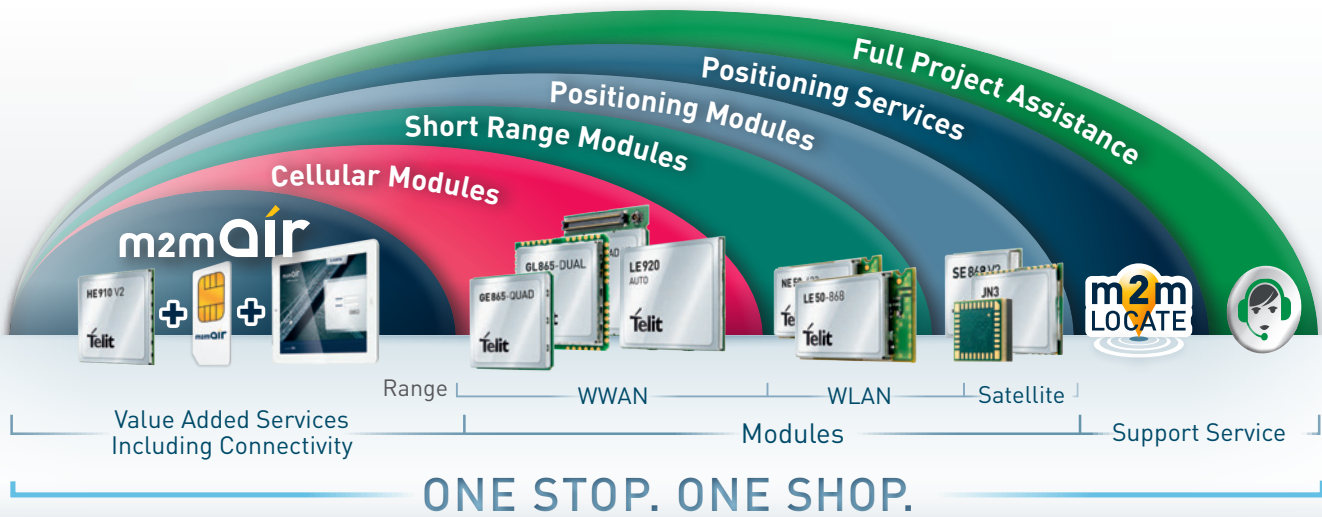 Full Project Assistance
Positioning Services
Positioning Modules
Short Range Modules
Cellular Modules
m2mair
HE910 V2
Telit
+
m2mair
+
GE865-QUAD
Telit
GL865-DUAL
LE920
AUTO
Telit
LE50-868
Telit
SE868 V2
JN3
m2m
LOCATE
Range
WWAN
WLAN
Satellite
Value Added Services
Including Connectivity
Modules
Support Service
ONE STOP. ONE SHOP.